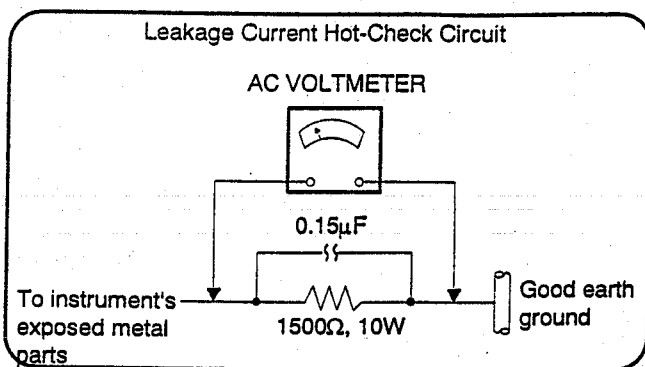 Leakage Current Hot-Check Circuit
AC VOLTMETER
0.15µF
To instrument's
exposed metal
parts
1500Ω, 10W
Good earth
ground